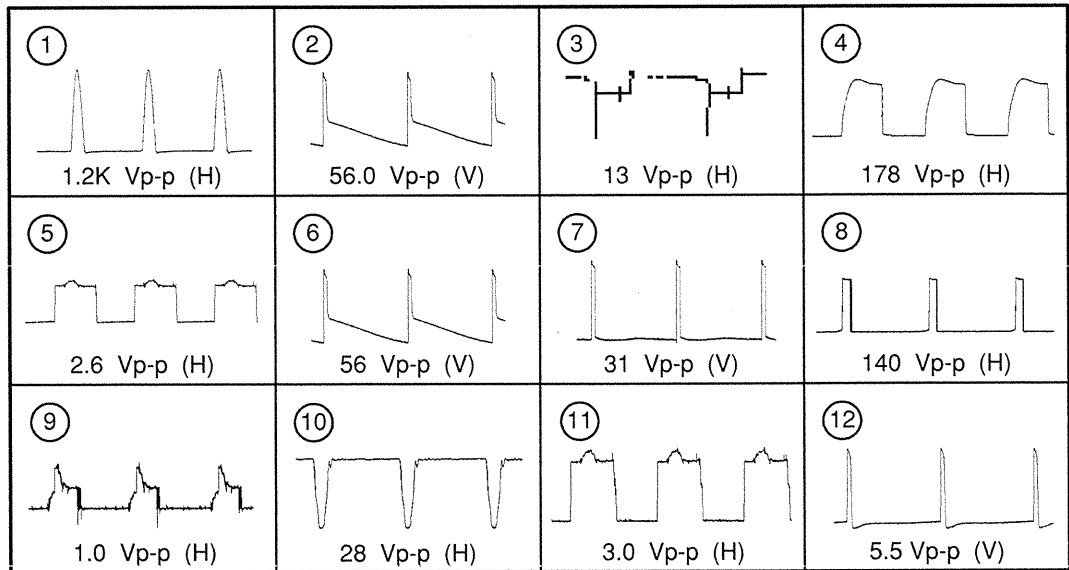 1
2
3
4
1.2K Vp-p (H)
56.0 Vp-p (V)
13 Vp-p (H)
178 Vp-p (H)
5
6
7
8
2.6 Vp-p (H)
56 Vp-p (V)
31 Vp-p (V)
140 Vp-p (H)
9
10
11
12
1.0 Vp-p (H)
28 Vp-p (H)
3.0 Vp-p (H)
5.5 Vp-p (V)